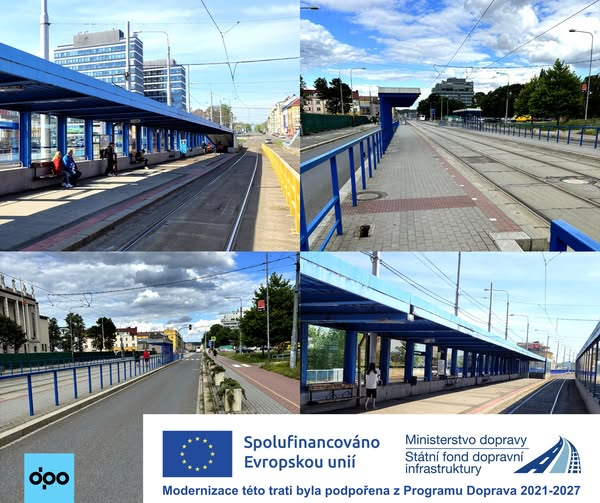 dpo
Spolufinancováno
Evropskou unií
Ministerstvo dopravy
Státní fond dopravní
infrastruktury
Modernizace této trati byla podpořena z Programu Doprava 2021-2027